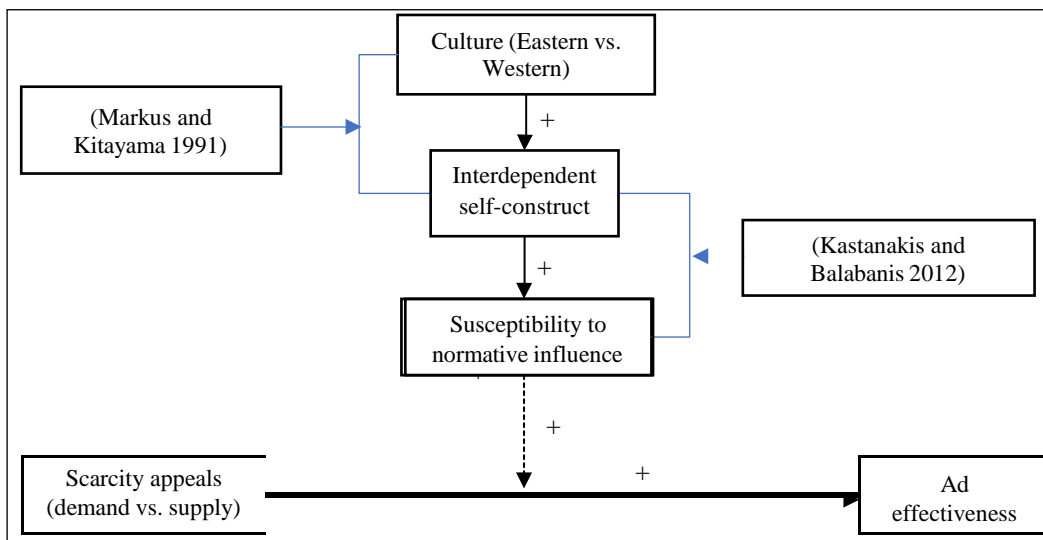 Culture (Eastern vs.
Western)
+
(Markus and
Kitayama 1991)
Interdependent
self-construct
+
(Kastanakis and
Balabanis 2012)
Susceptibility to
normative influence
+
+
Scarcity appeals
(demand vs. supply)
Ad
effectiveness